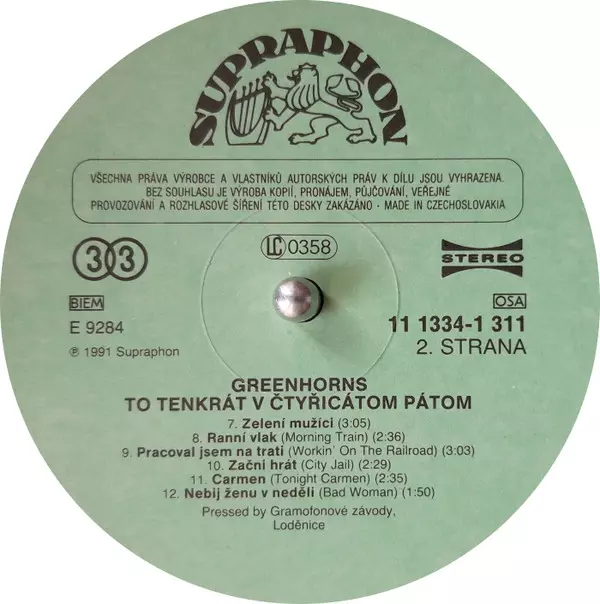 SUPRAPHON
VŠECHNA PRÁVA VÝROBCE A VLASTNÍKŮ AUTORSKÝCH PRÁV K DÍLU JSOU VYHRAZENA.
BEZ SOUHLASU JE VÝROBA KOPIÍ, PRONÁJEM, PŮJČOVÁNÍ, VEŘEJNÉ
PROVOZOVÁNÍ A ROZHLASOVÉ ŠÍŘENÍ TÉTO DESKY ZAKÁZÁNO · MADE IN CZECHOSLOVAKIA
33
LC 0358
STEREO
BIEM
OSA
E 9284
11 1334-1 311
℗ 1991 Supraphon
2. STRANA
GREENHORNS
TO TENKRÁT V ČTYŘICÁTOM PÁTOM
7. Zelení mužíci (3:05)
8. Ranní vlak (Morning Train) (2:36)
9. Pracoval jsem na trati (Workin' On The Railroad) (3:03)
10. Začni hrát (City Jail) (2:29)
11. Carmen (Tonight Carmen) (2:35)
12. Nebij ženu v neděli (Bad Woman) (1:50)
Pressed by Gramofonové závody,
Loděnice